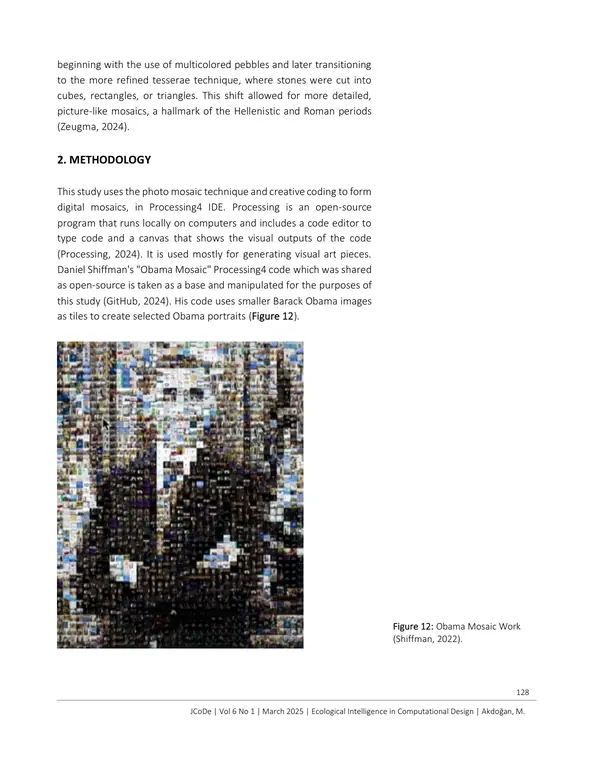 beginning with the use of multicolored pebbles and later transitioning
to the more refined tesserae technique, where stones were cut into
cubes, rectangles, or triangles. This shift allowed for more detailed,
picture-like mosaics, a hallmark of the Hellenistic and Roman periods
(Zeugma, 2024).
2. METHODOLOGY
This study uses the photo mosaic technique and creative coding to form
digital mosaics, in Processing4 IDE. Processing is an open-source
program that runs locally on computers and includes a code editor to
type code and a canvas that shows the visual outputs of the code
(Processing, 2024). It is used mostly for generating visual art pieces.
Daniel Shiffman's "Obama Mosaic" Processing4 code which was shared
as open-source is taken as a base and manipulated for the purposes of
this study (GitHub, 2024). His code uses smaller Barack Obama images
as tiles to create selected Obama portraits (Figure 12).
Figure 12: Obama Mosaic Work
(Shiffman, 2022).
128
JCoDe | Vol 6 No 1 | March 2025 | Ecological Intelligence in Computational Design | Akdoğan, M.